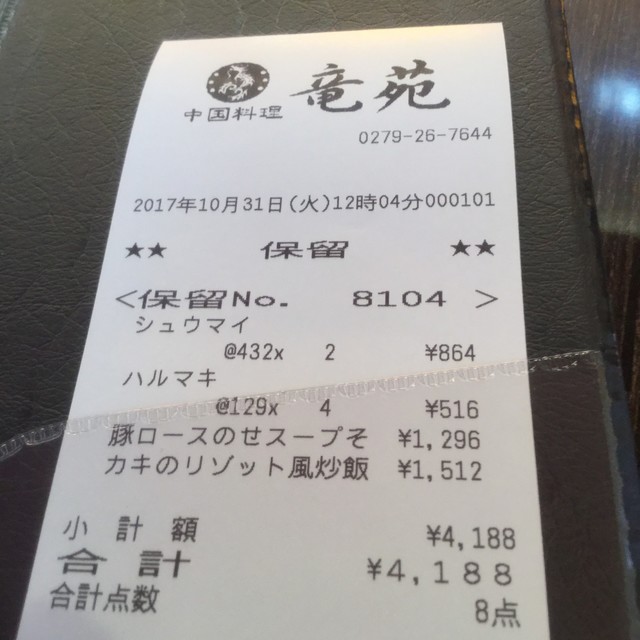 竜苑
中国料理
0279-26-7644
2017年10月31日(火)12時04分000101
★★ 保留 ★★
<保留No. 8104 >
シュウマイ
@432x 2 ¥864
ハルマキ
@129x 4 ¥516
豚ロースのせスープそ ¥1,296
カキのリゾット風炒飯 ¥1,512
小計額 ¥4,188
合計 ¥4,188
合計点数 8点